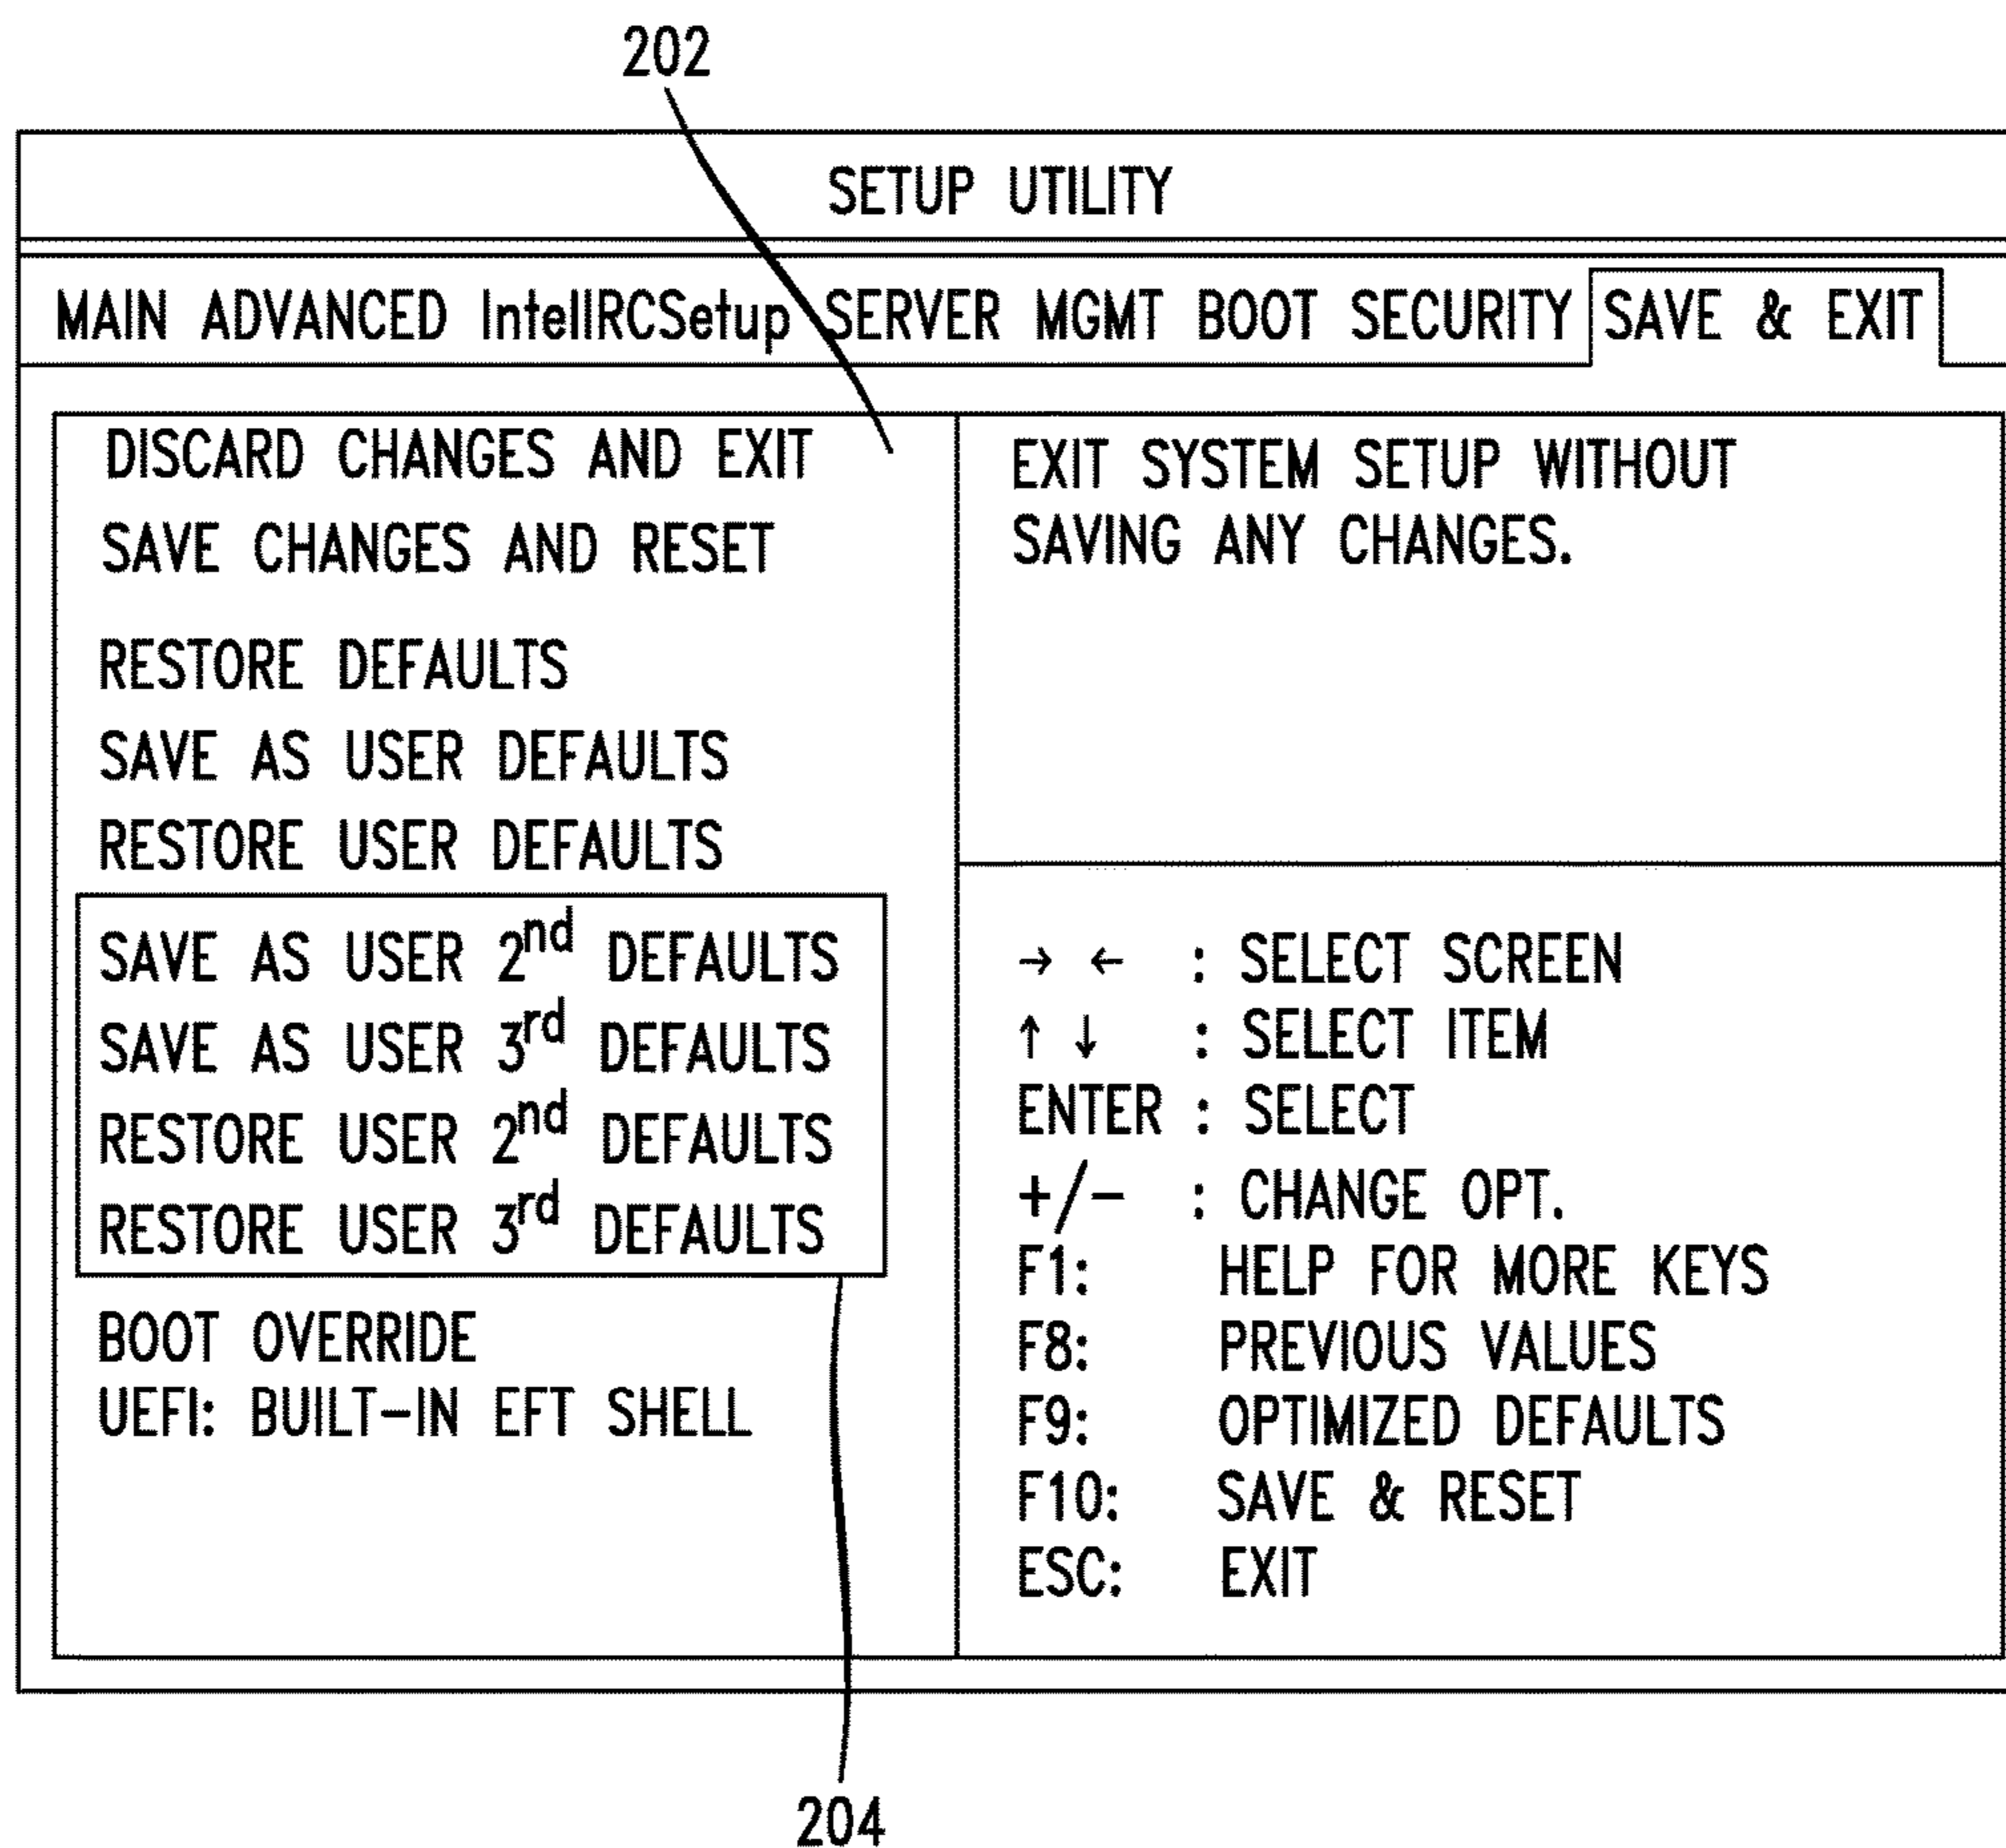 202
SETUP UTILITY
MAIN ADVANCED IntelIRCSetup SERVER MGMT BOOT SECURITY SAVE & EXIT
DISCARD CHANGES AND EXIT
SAVE CHANGES AND RESET
RESTORE DEFAULTS
SAVE AS USER DEFAULTS
RESTORE USER DEFAULTS
SAVE AS USER 2nd DEFAULTS
SAVE AS USER 3rd DEFAULTS
RESTORE USER 2nd DEFAULTS
RESTORE USER 3rd DEFAULTS
BOOT OVERRIDE
UEFI: BUILT-IN EFT SHELL
EXIT SYSTEM SETUP WITHOUT
SAVING ANY CHANGES.
→ ← : SELECT SCREEN
↑ ↓ : SELECT ITEM
ENTER : SELECT
+/- : CHANGE OPT.
F1: HELP FOR MORE KEYS
F8: PREVIOUS VALUES
F9: OPTIMIZED DEFAULTS
F10: SAVE & RESET
ESC: EXIT
204